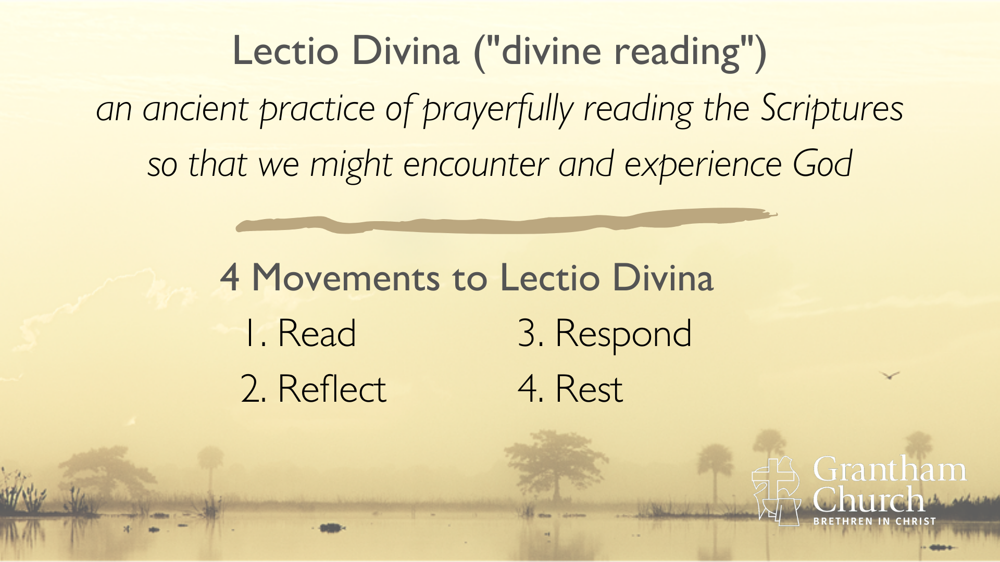 Lectio Divina ("divine reading")
an ancient practice of prayerfully reading the Scriptures
so that we might encounter and experience God
4 Movements to Lectio Divina
1. Read
2. Reflect
3. Respond
4. Rest
Grantham
Church
BRETHREN IN CHRIST